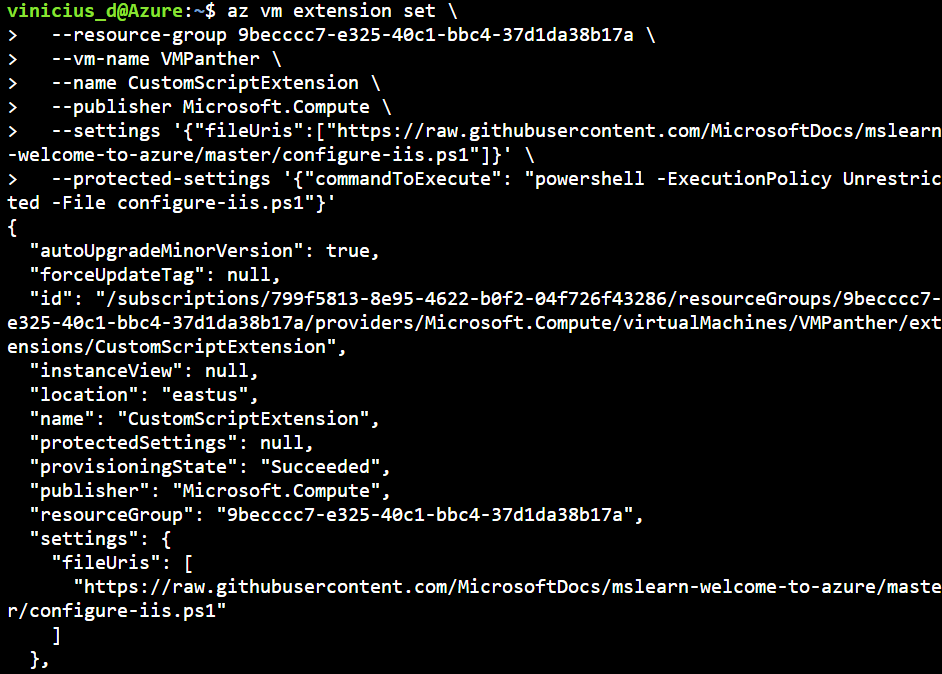 vinicius_d@Azure:~$ az vm extension set \
>   --resource-group 9becccc7-e325-40c1-bbc4-37d1da38b17a \
>   --vm-name VMPanther \
>   --name CustomScriptExtension \
>   --publisher Microsoft.Compute \
>   --settings '{"fileUris":["https://raw.githubusercontent.com/MicrosoftDocs/mslearn
-welcome-to-azure/master/configure-iis.ps1"]}' \
>   --protected-settings '{"commandToExecute": "powershell -ExecutionPolicy Unrestric
ted -File configure-iis.ps1"}'
{
  "autoUpgradeMinorVersion": true,
  "forceUpdateTag": null,
  "id": "/subscriptions/799f5813-8e95-4622-b0f2-04f726f43286/resourceGroups/9becccc7-
e325-40c1-bbc4-37d1da38b17a/providers/Microsoft.Compute/virtualMachines/VMPanther/ext
ensions/CustomScriptExtension",
  "instanceView": null,
  "location": "eastus",
  "name": "CustomScriptExtension",
  "protectedSettings": null,
  "provisioningState": "Succeeded",
  "publisher": "Microsoft.Compute",
  "resourceGroup": "9becccc7-e325-40c1-bbc4-37d1da38b17a",
  "settings": {
    "fileUris": [
      "https://raw.githubusercontent.com/MicrosoftDocs/mslearn-welcome-to-azure/maste
r/configure-iis.ps1"
    ]
  },